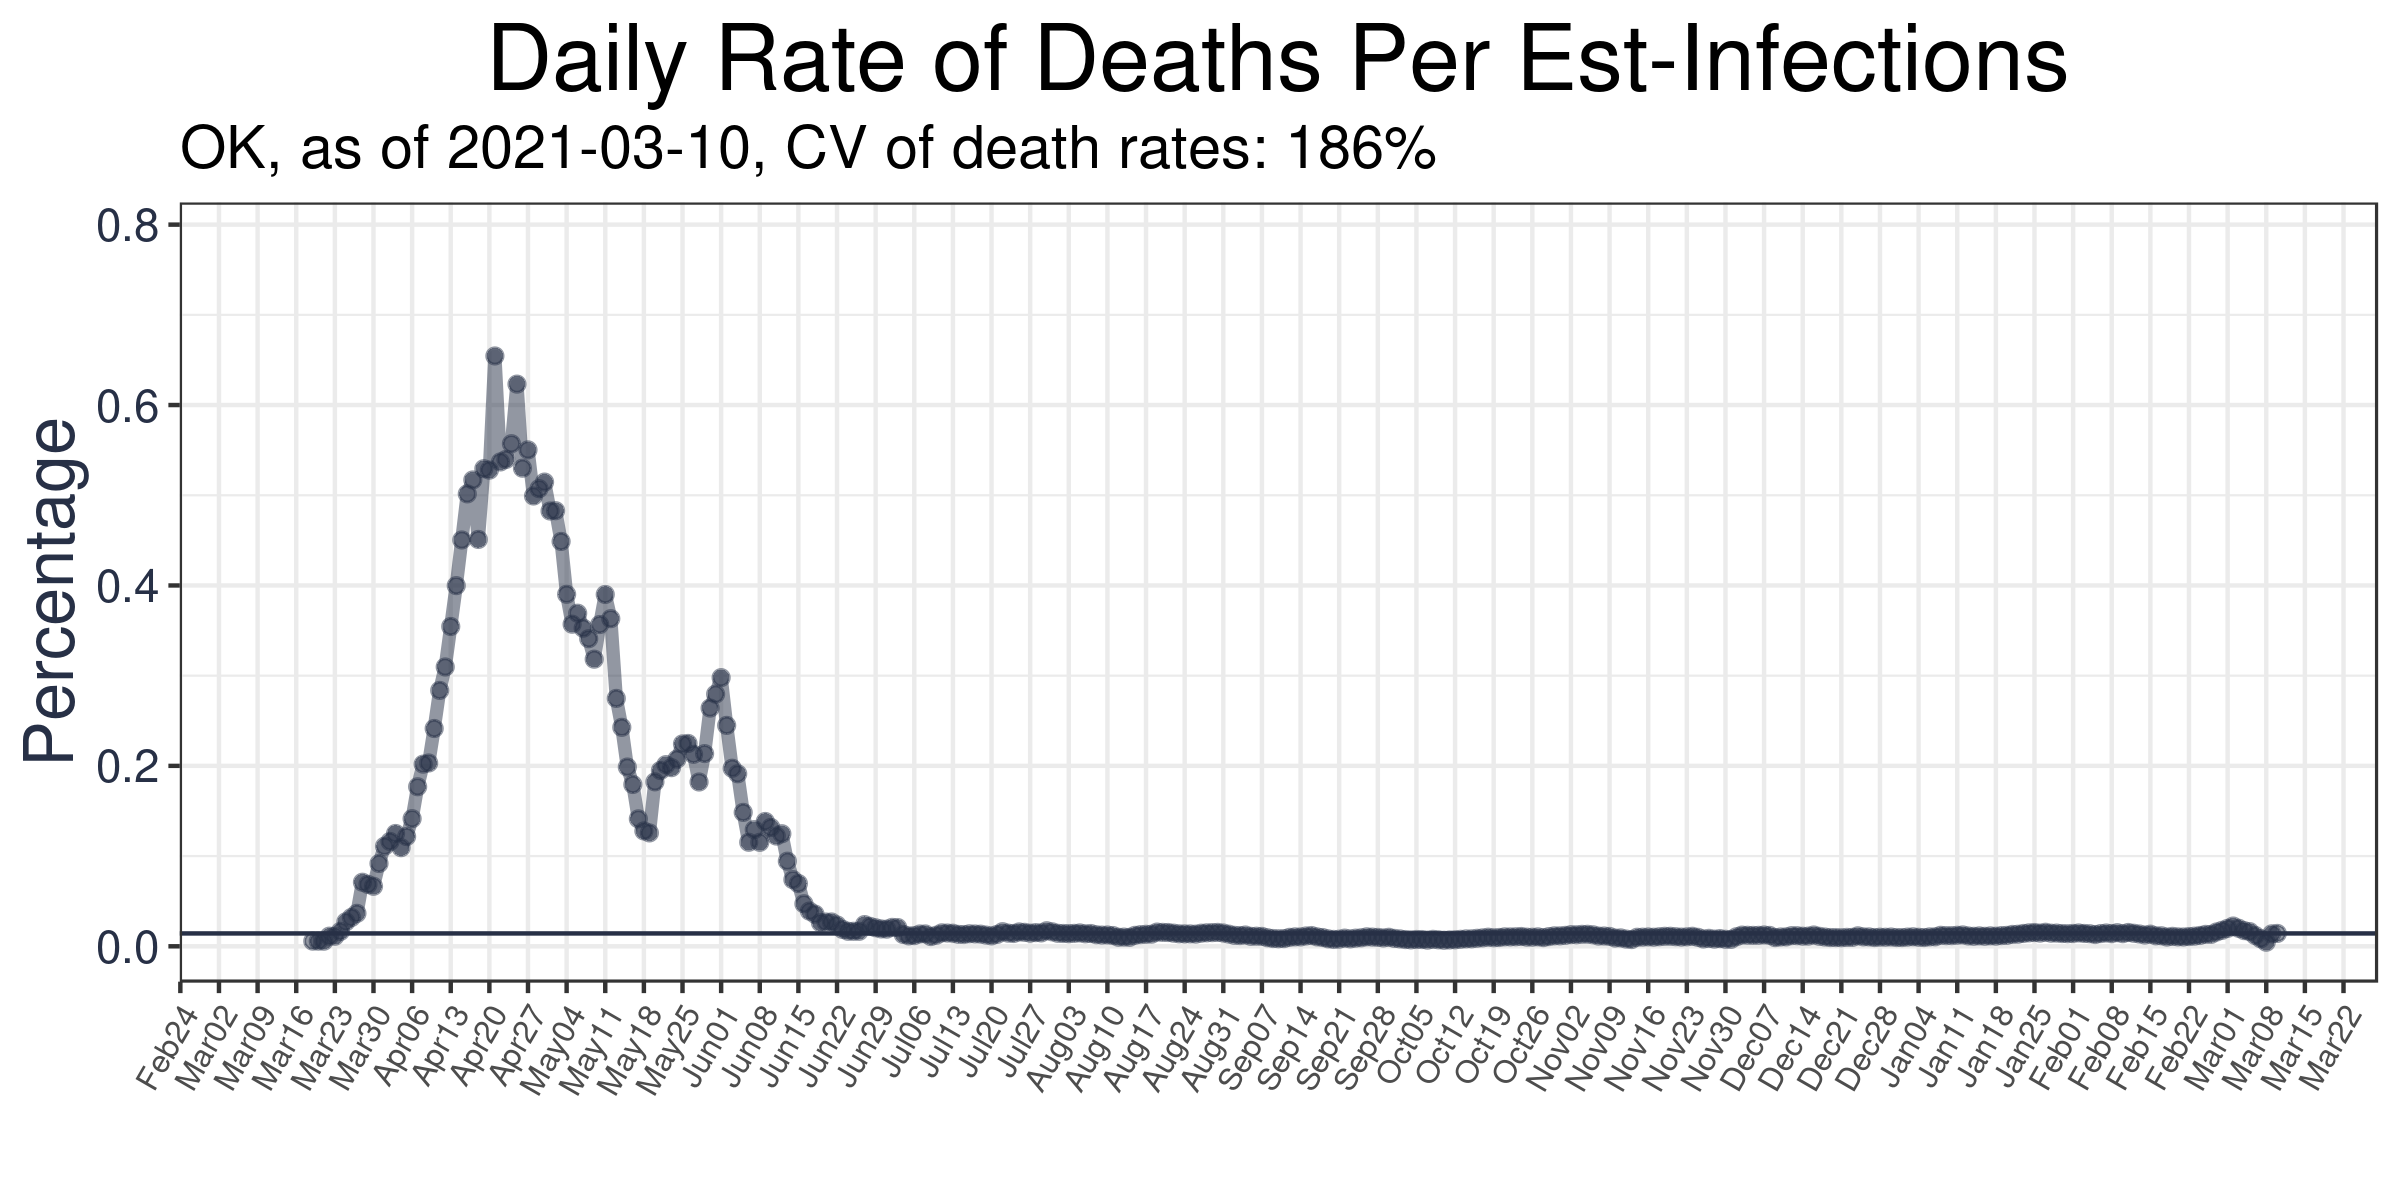 Daily Rate of Deaths Per Est-Infections
OK, as of 2021-03-10, CV of death rates: 186%
Percentage
0.8
0.6
0.4
0.2
0.0
Feb24 Mar02 Mar09 Mar16 Mar23 Mar30 Apr06 Apr13 Apr20 Apr27 May04 May11 May18 May25 Jun01 Jun08 Jun15 Jun22 Jun29 Jul06 Jul13 Jul20 Jul27 Aug03 Aug10 Aug17 Aug24 Aug31 Sep07 Sep14 Sep21 Sep28 Oct05 Oct12 Oct19 Oct26 Nov02 Nov09 Nov16 Nov23 Nov30 Dec07 Dec14 Dec21 Dec28 Jan04 Jan11 Jan18 Jan25 Feb01 Feb08 Feb15 Feb22 Mar01 Mar08 Mar15 Mar22